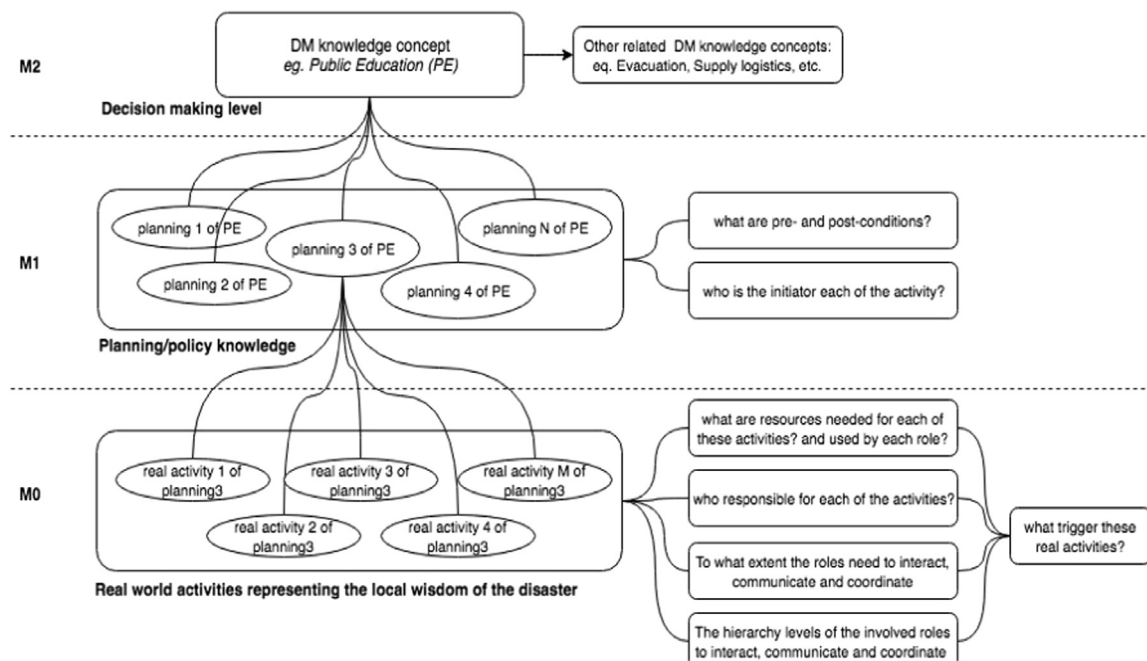 DM knowledge concept
eg. Public Education (PE)
Other related DM knowledge concepts:
eq. Evacuation, Supply logistics, etc.
M2
Decision making level
planning 1 of PE
planning N of PE
planning 3 of PE
planning 2 of PE
planning 4 of PE
what are pre- and post-conditions?
M1
who is the initiator each of the activity?
Planning/policy knowledge
what are resources needed for each of
these activities? and used by each role?
real activity 1 of
planning3
real activity 3 of
planning3
real activity M of
planning3
M0
who responsible for each of the activities?
real activity 2 of
planning3
real activity 4 of
planning3
what trigger these
real activities?
To what extent the roles need to interact,
communicate and coordinate
Real world activities representing the local wisdom of the disaster
The hierarchy levels of the involved roles
to interact, communicate and coordinate